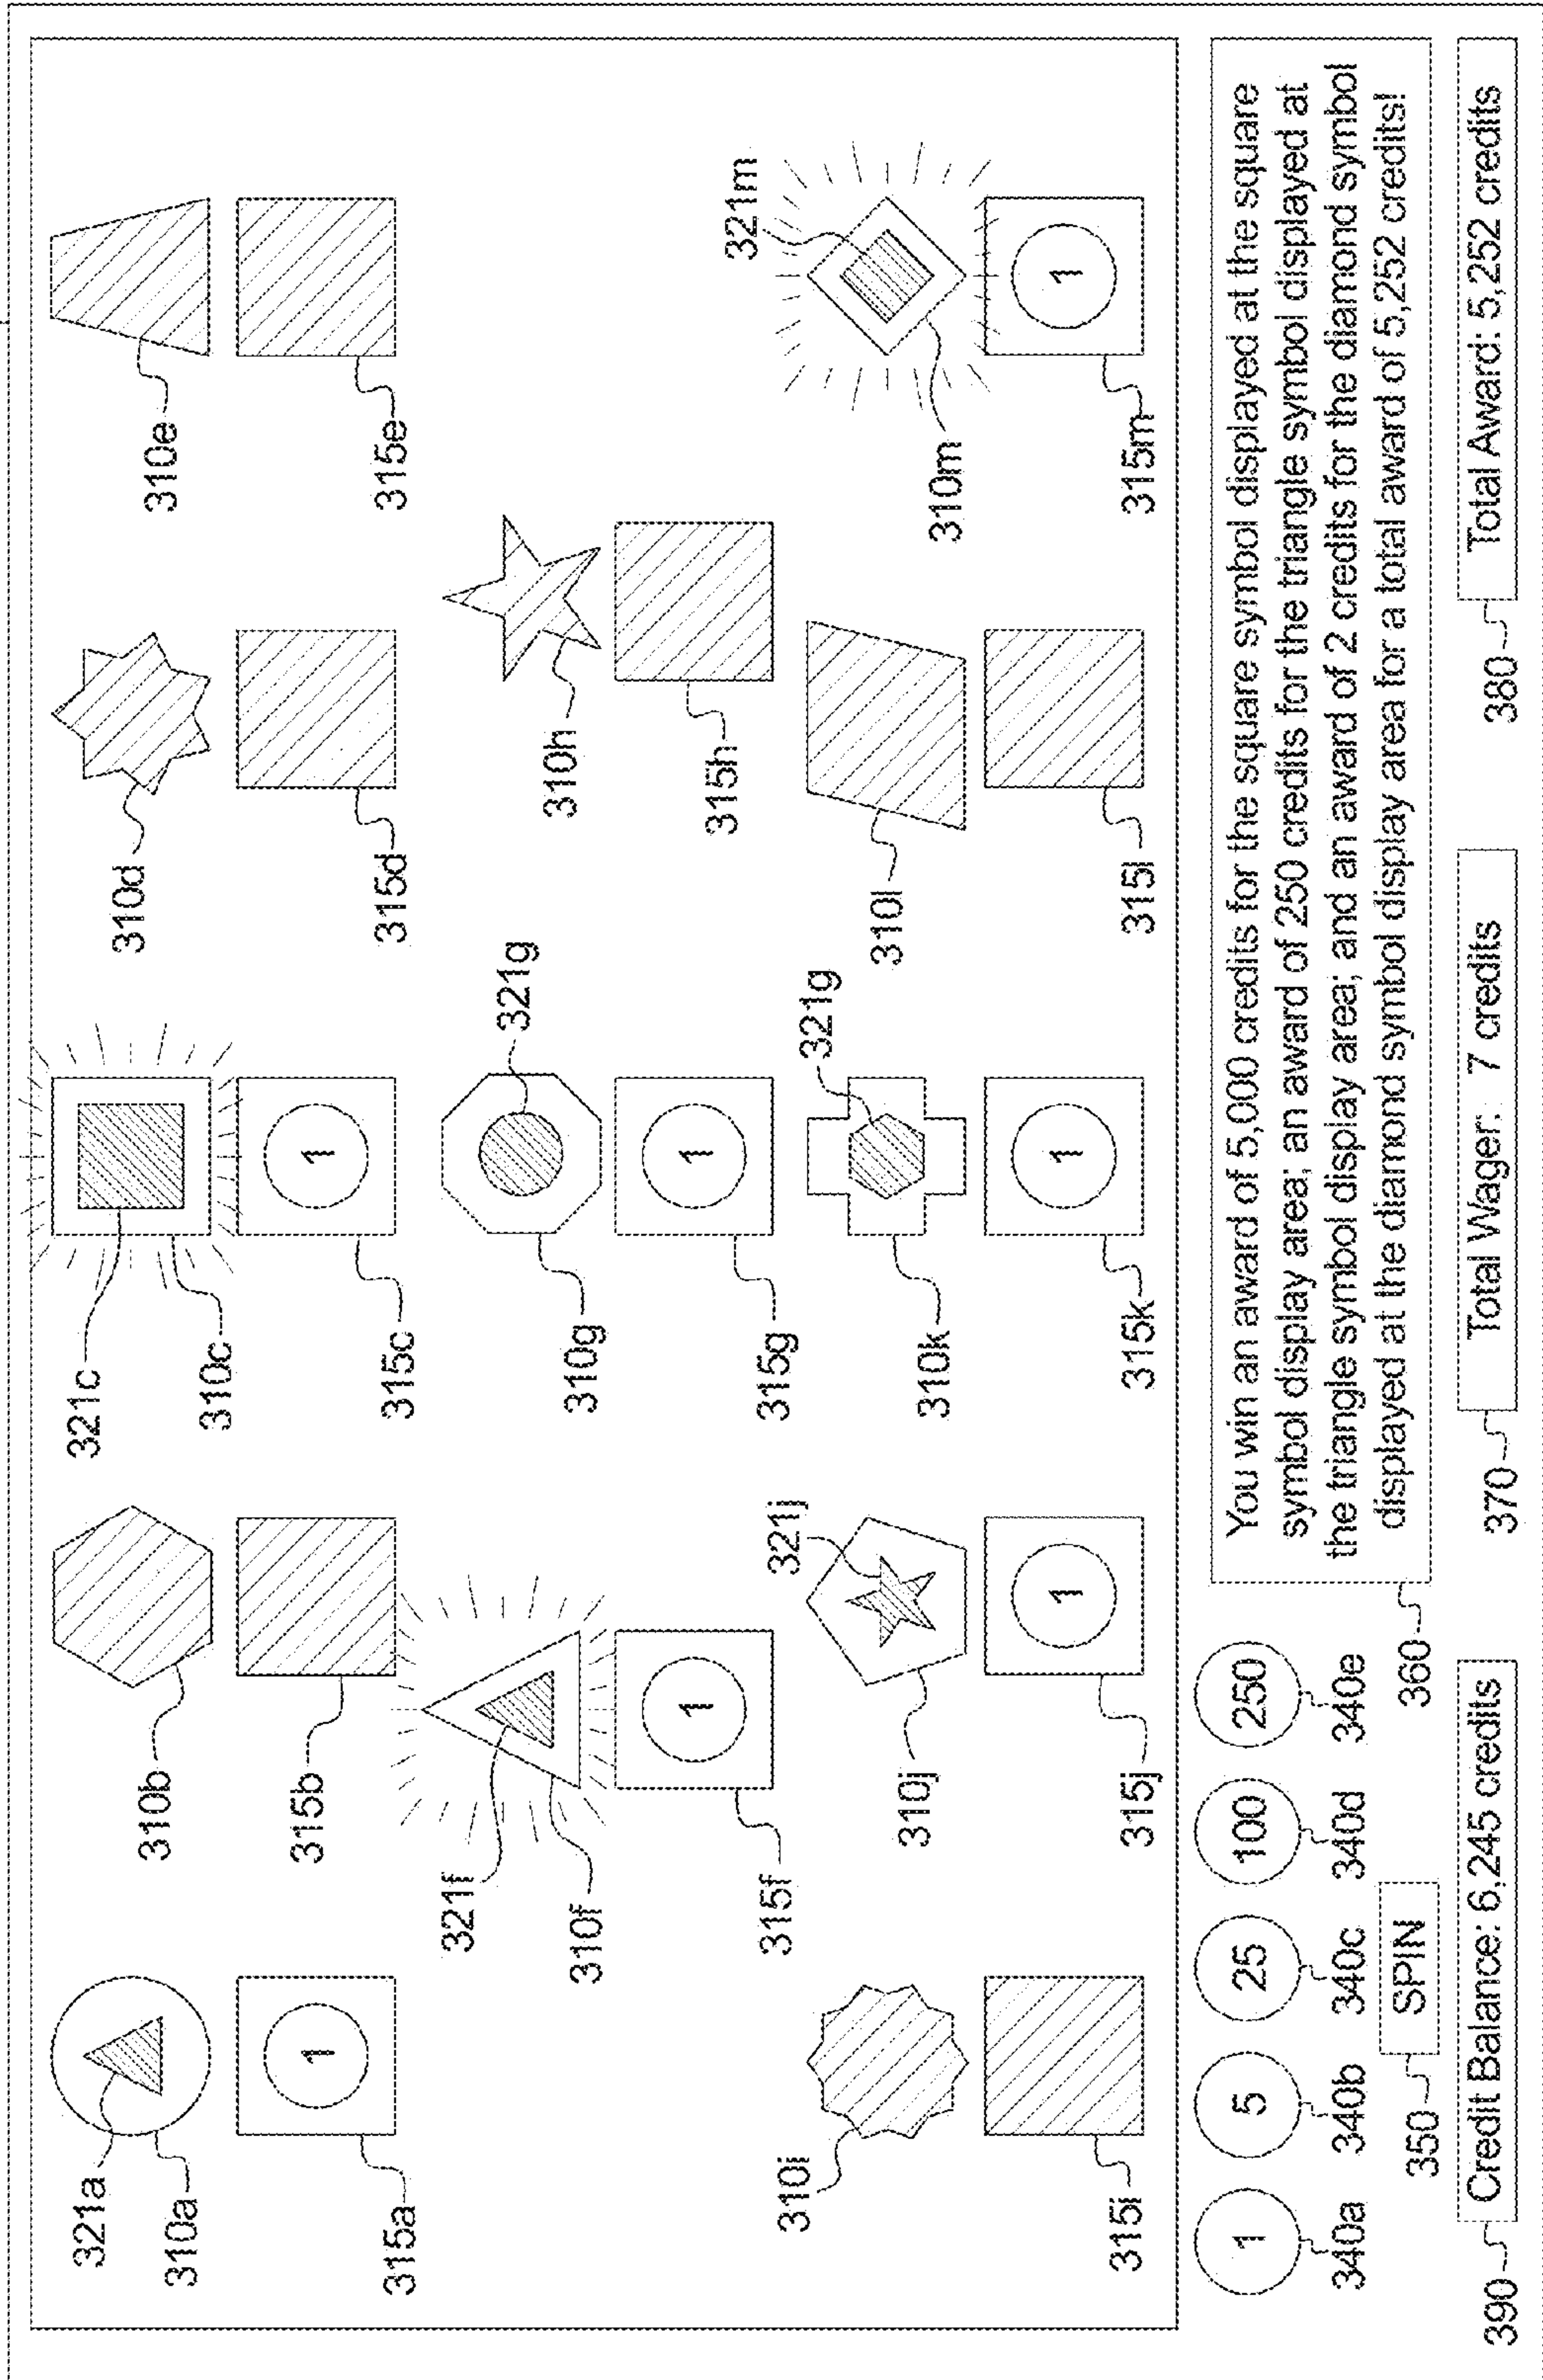 321a
310a
310b
321c
310c
310d
310e
1
315a
315b
1
315c
315d
315e
321f
310f
310g
321g
310h
1
315f
1
315g
315h
310i
321j
310j
321g
310k
310l
321m
310m
315i
1
315j
1
315k
315l
1
315m
1
5
25
100
250
340a
340b
340c
340d
340e
350
SPIN
You win an award of 5,000 credits for the square symbol displayed at the square
symbol display area; an award of 250 credits for the triangle symbol displayed at
the triangle symbol display area; and an award of 2 credits for the diamond symbol
displayed at the diamond symbol display area for a total award of 5,252 credits!
360
390
Credit Balance: 6,245 credits
370
Total Wager: 7 credits
380
Total Award: 5,252 credits